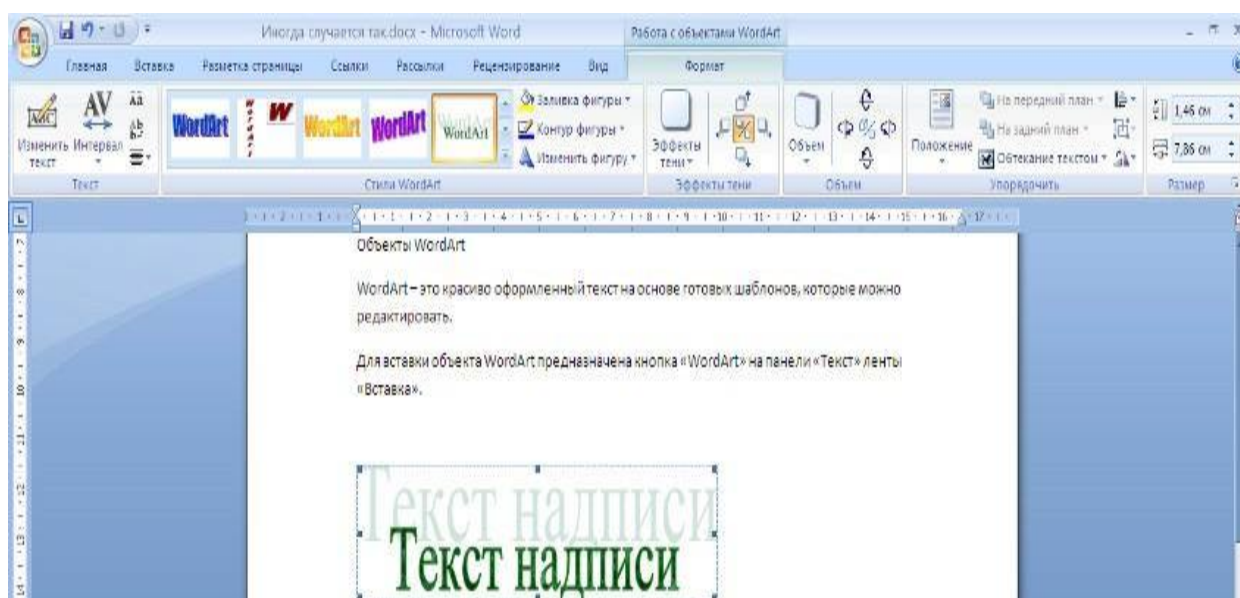 Иногда случается так.docx - Microsoft Word
Работа с объектами WordArt
Главная Вставка Разметка страницы Ссылки Рассылки Рецензирование Вид Формат
Изменить текст
Интервал
Текст
WordArt WordArt W WordArt WordArt WordArt
Заливка фигуры
Контур фигуры
Изменить фигуру
Стили WordArt
Эффекты тени
Эффекты тени
Объем
Объем
Положение
На передний план
На задний план
Обтекание текстом
Упорядочить
1,46 см
7,86 см
Размер
Объекты WordArt
WordArt – это красиво оформленный текст на основе готовых шаблонов, которые можно
редактировать.
Для вставки объекта WordArt предназначена кнопка «WordArt» на панели «Текст» ленты
«Вставка».
Текст надписи